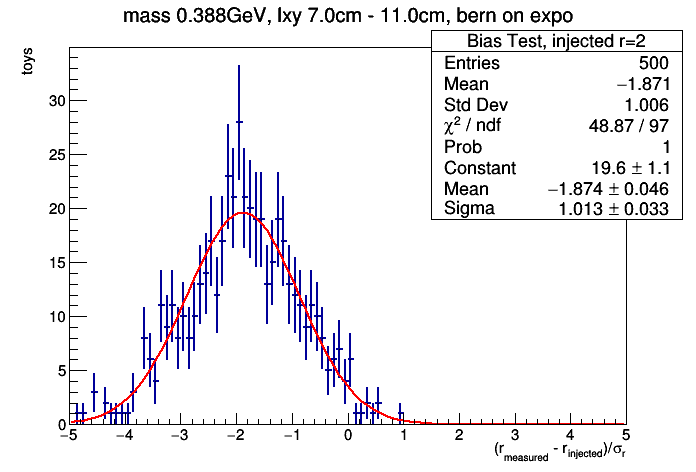 mass 0.388GeV, lxy 7.0cm - 11.0cm, bern on expo
Bias Test, injected r=2
Entries 500
Mean −1.871
Std Dev 1.006
χ2 / ndf 48.87 / 97
Prob 1
Constant 19.6 ± 1.1
Mean −1.874 ± 0.046
Sigma 1.013 ± 0.033
toys
30
25
20
15
10
5
0
−5 −4 −3 −2 −1 0 1 2 3 4 5
(rmeasured - rinjected)/σr